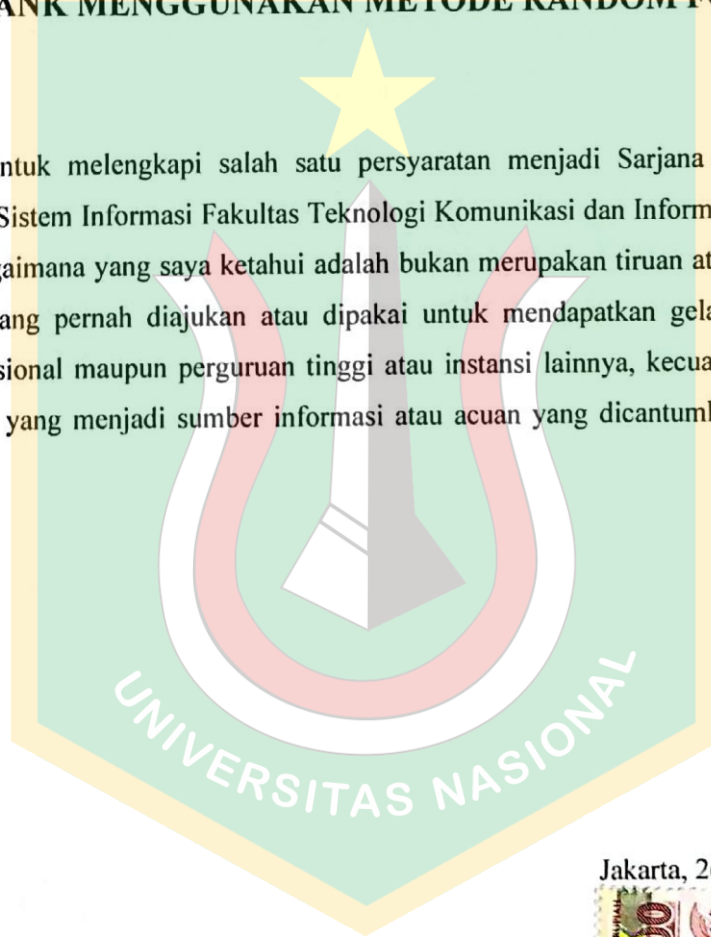 ANK MENGGUNAKAN METODE RANDOM F
ntuk melengkapi salah satu persyaratan menjadi Sarjana
Sistem Informasi Fakultas Teknologi Komunikasi dan Inform
gaimana yang saya ketahui adalah bukan merupakan tiruan at
ang pernah diajukan atau dipakai untuk mendapatkan gela
sional maupun perguruan tinggi atau instansi lainnya, kecua
yang menjadi sumber informasi atau acuan yang dicantuml
UNIVERSITAS NASIONAL
Jakarta, 2